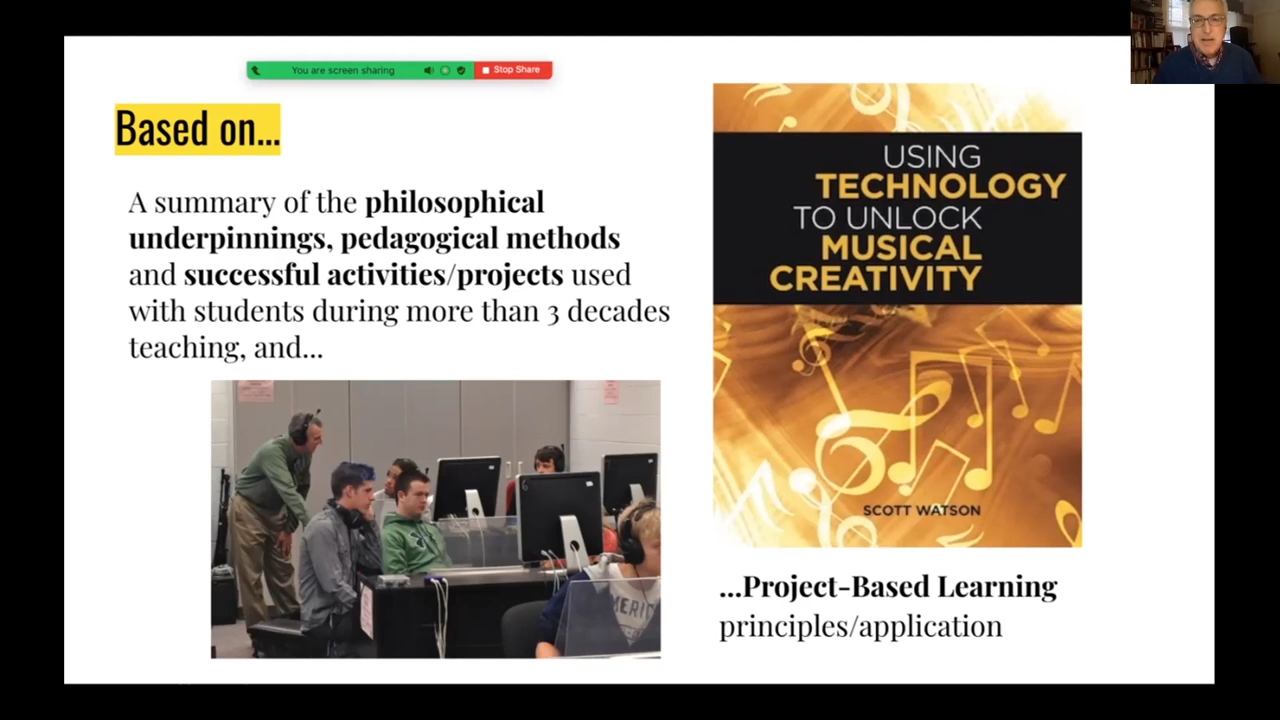 You are screen sharing
Stop Share
Based on...
A summary of the philosophical
underpinnings, pedagogical methods
and successful activities/projects used
with students during more than 3 decades
teaching, and...
USING
TECHNOLOGY
TO UNLOCK
MUSICAL
CREATIVITY
SCOTT WATSON
...Project-Based Learning
principles/application